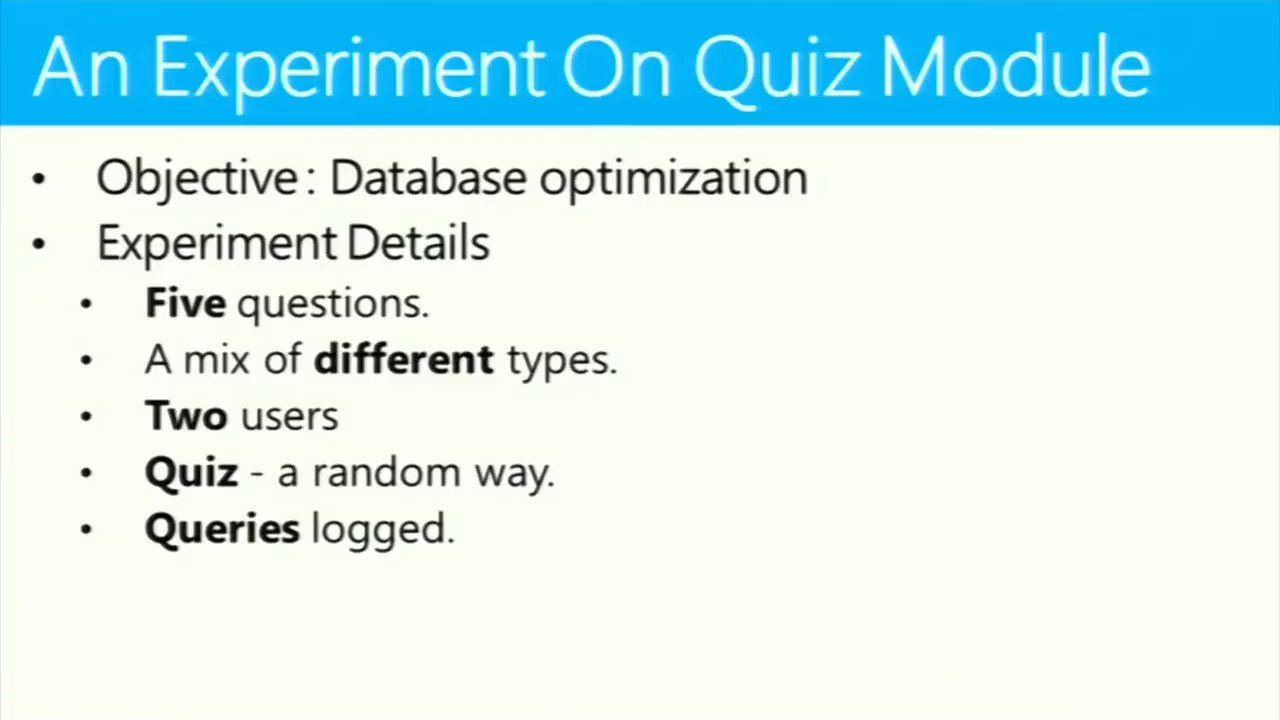 An Experiment On Quiz Module
• Objective : Database optimization
• Experiment Details
• Five questions.
• A mix of different types.
• Two users
• Quiz - a random way.
• Queries logged.